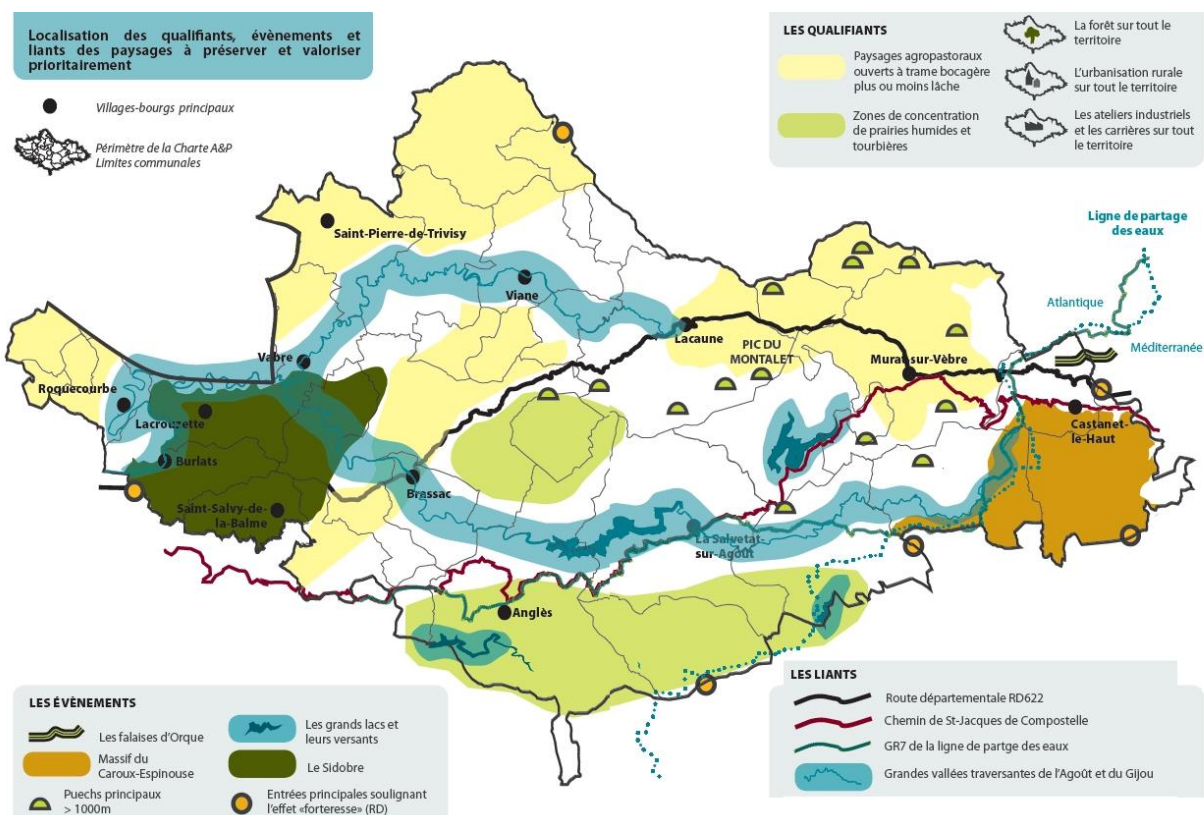 Localisation des qualifiants, évènements et
liants des paysages à préserver et valoriser
prioritairement
Villages-bourgs principaux
Périmètre de la Charte A&P
Limites communales
LES QUALIFIANTS
Paysages agropastoraux
ouverts à trame bocagère
plus ou moins lâche
Zones de concentration
de prairies humides et
tourbières
La forêt sur tout le
territoire
L'urbanisation rurale
sur tout le territoire
Les ateliers industriels
et les carrières sur tout
le territoire
Ligne de partage
des eaux
Atlantique
Méditerranée
Saint-Pierre-de-Trivisy
Viane
Lacaune
PIC DU
MONTALET
Murat-sur-Vèbre
Vabre
Roquecourbe
Lacrouzette
Burlats
Saint-Salvy-de-
la-Balme
Brassac
Castanet-
le-Haut
La Salvetat-
sur-Agout
Anglès
LES ÉVÈNEMENTS
Les falaises d'Orque
Massif du
Caroux-Espinouse
Puechs principaux
> 1000m
Les grands lacs et
leurs versants
Le Sidobre
Entrées principales soulignant
l'effet «forteresse» (RD)
LES LIANTS
Route départementale RD622
Chemin de St-Jacques de Compostelle
GR7 de la ligne de partge des eaux
Grandes vallées traversantes de l'Agoût et du Gijou